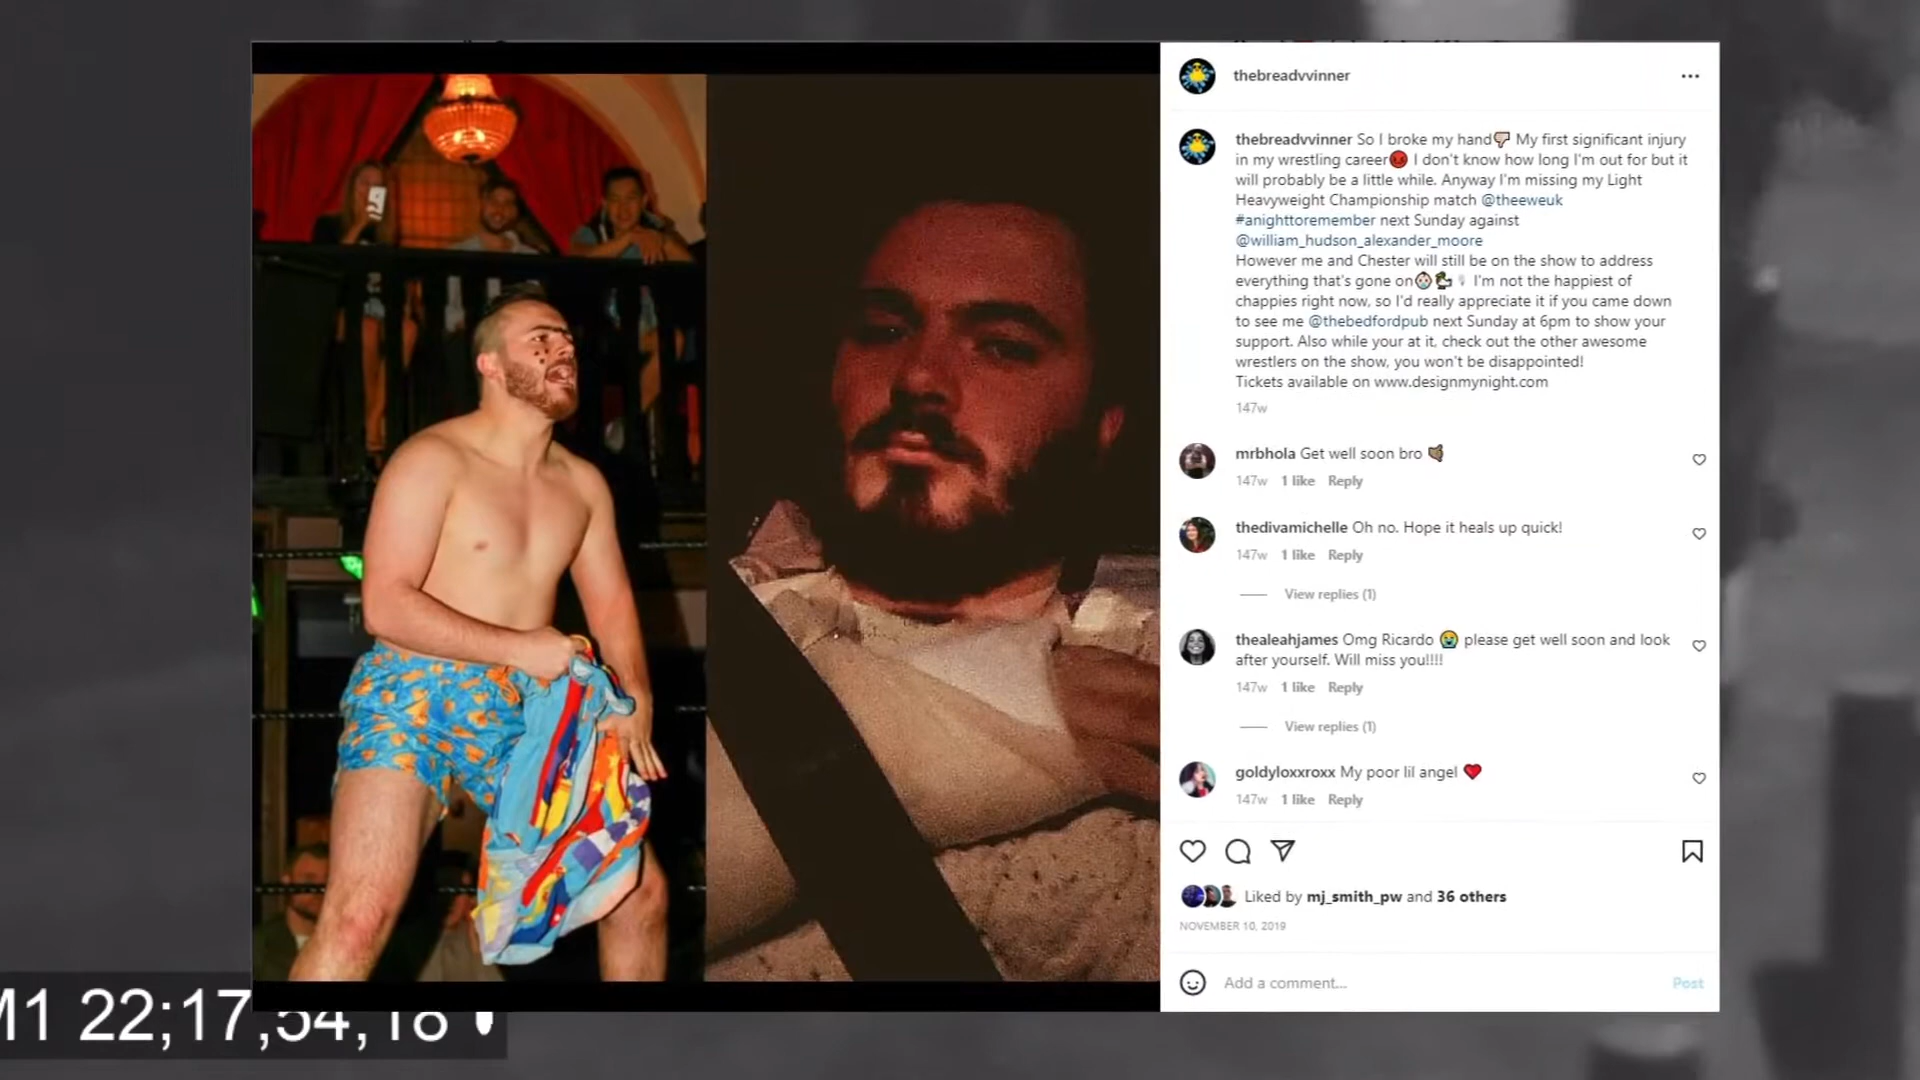 thebreadvvinner
thebreadvvinner So I broke my hand👎🏻 My first significant injury
in my wrestling career😡 I don't know how long I'm out for but it
will probably be a little while. Anyway I'm missing my Light
Heavyweight Championship match @theeweuk
#anighttoremember next Sunday against
@william_hudson_alexander_moore
However me and Chester will still be on the show to address
everything that's gone on I'm not the happiest of
chappies right now, so I'd really appreciate it if you came down
to see me @thebedfordpub next Sunday at 6pm to show your
support. Also while your at it, check out the other awesome
wrestlers on the show, you won't be disappointed!
Tickets available on www.designmynight.com
147w
mrbhola Get well soon bro
147w 1 like Reply
thedivamichelle Oh no. Hope it heals up quick!
147w 1 like Reply
View replies (1)
thealeahjames Omg Ricardo 😭 please get well soon and look
after yourself. Will miss you!!!!
147w 1 like Reply
View replies (1)
goldyloxxroxx My poor lil angel ❤️
147w 1 like Reply
Liked by mj_smith_pw and 36 others
NOVEMBER 10, 2019
Add a comment... Post
22;17,54,18